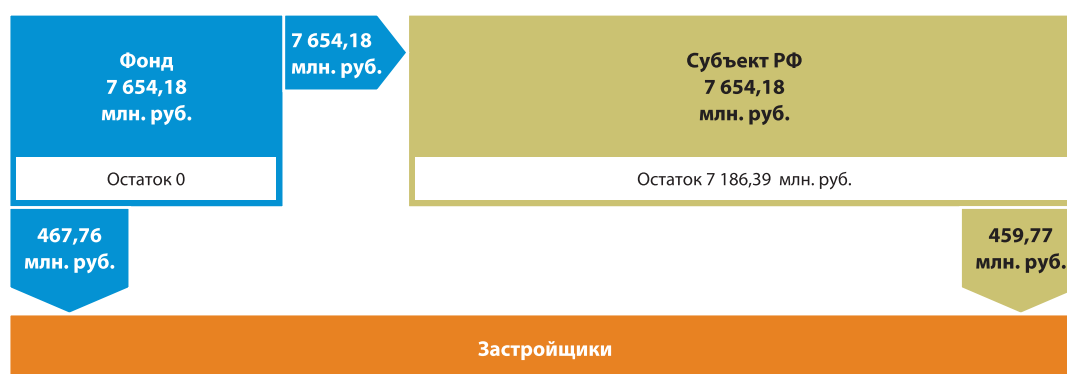 Фонд
7 654,18
млн. руб.
Остаток 0
7 654,18
млн. руб.
Субъект РФ
7 654,18
млн. руб.
Остаток 7 186,39 млн. руб.
467,76
млн. руб.
459,77
млн. руб.
Застройщики